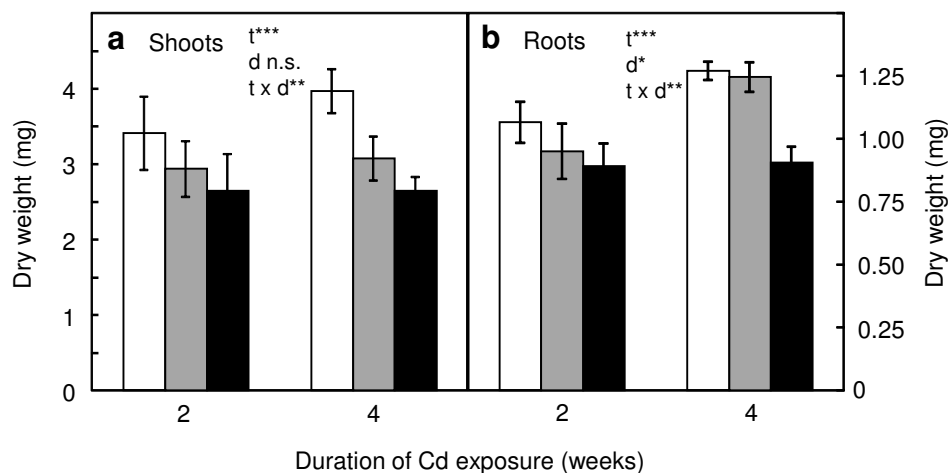 a Shoots
t***
d n.s.
t x d**
b Roots
t***
d*
t x d**
Dry weight (mg)
4
3
2
1
0
1.25
1.00
0.75
0.50
0.25
0
Dry weight (mg)
2 4 2 4
Duration of Cd exposure (weeks)